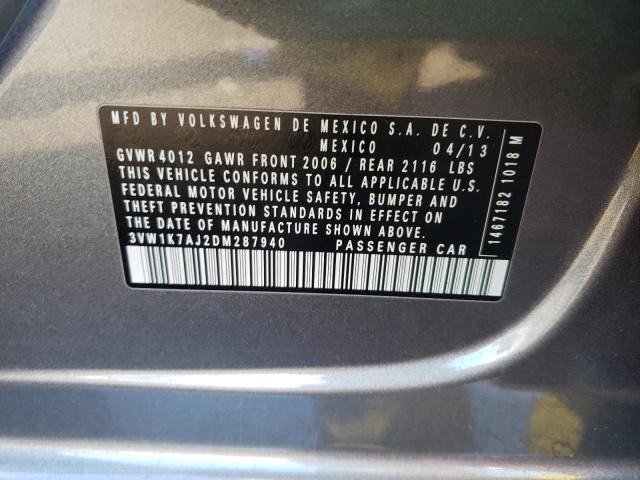 MFD BY VOLKSWAGEN DE MEXICO S.A. DE C.V.
MEXICO 04/13
GVWR 4012 GAWR FRONT 2006 / REAR 2116 LBS
THIS VEHICLE CONFORMS TO ALL APPLICABLE U.S.
FEDERAL MOTOR VEHICLE SAFETY, BUMPER AND
THEFT PREVENTION STANDARDS IN EFFECT ON
THE DATE OF MANUFACTURE SHOWN ABOVE.
3VW1K7AJ2DM287940 PASSENGER CAR
1467182 1018 M